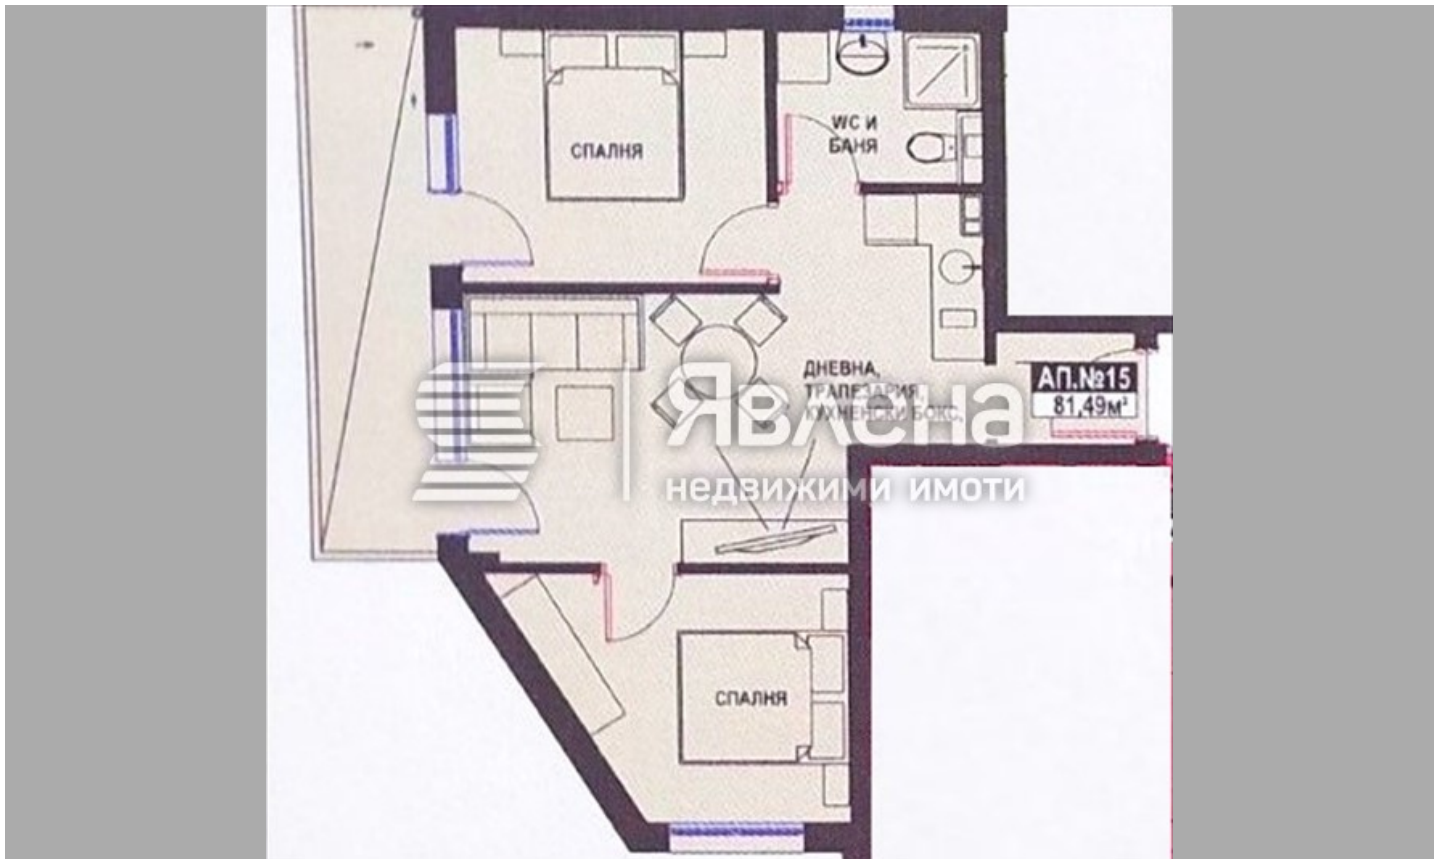 СПАЛНЯ
WC И
БАНЯ
ДНЕВНА,
ТРАПЕЗАРИЯ,
КУХНЕНСКИ БОКС,
АП.№15
81,49м²
ЯВЛЕНА
недвижими имоти
СПАЛНЯ